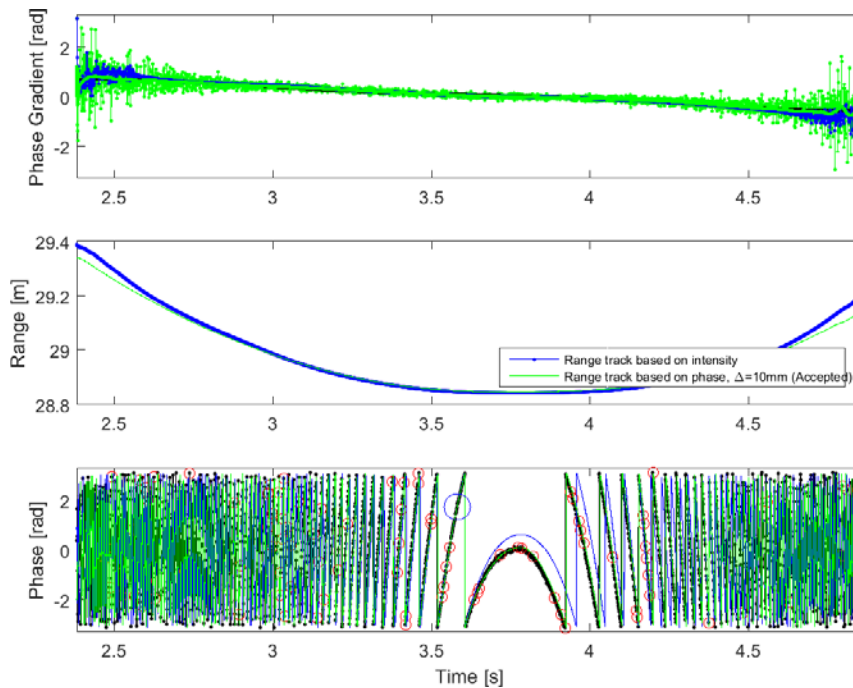 Phase Gradient [rad]
2
0
-2
2.5 3 3.5 4 4.5
Range [m]
29.4
29.2
29
28.8
Range track based on intensity
Range track based on phase, Δ=10mm (Accepted)
2.5 3 3.5 4 4.5
Phase [rad]
2
0
-2
2.5 3 3.5 4 4.5
Time [s]